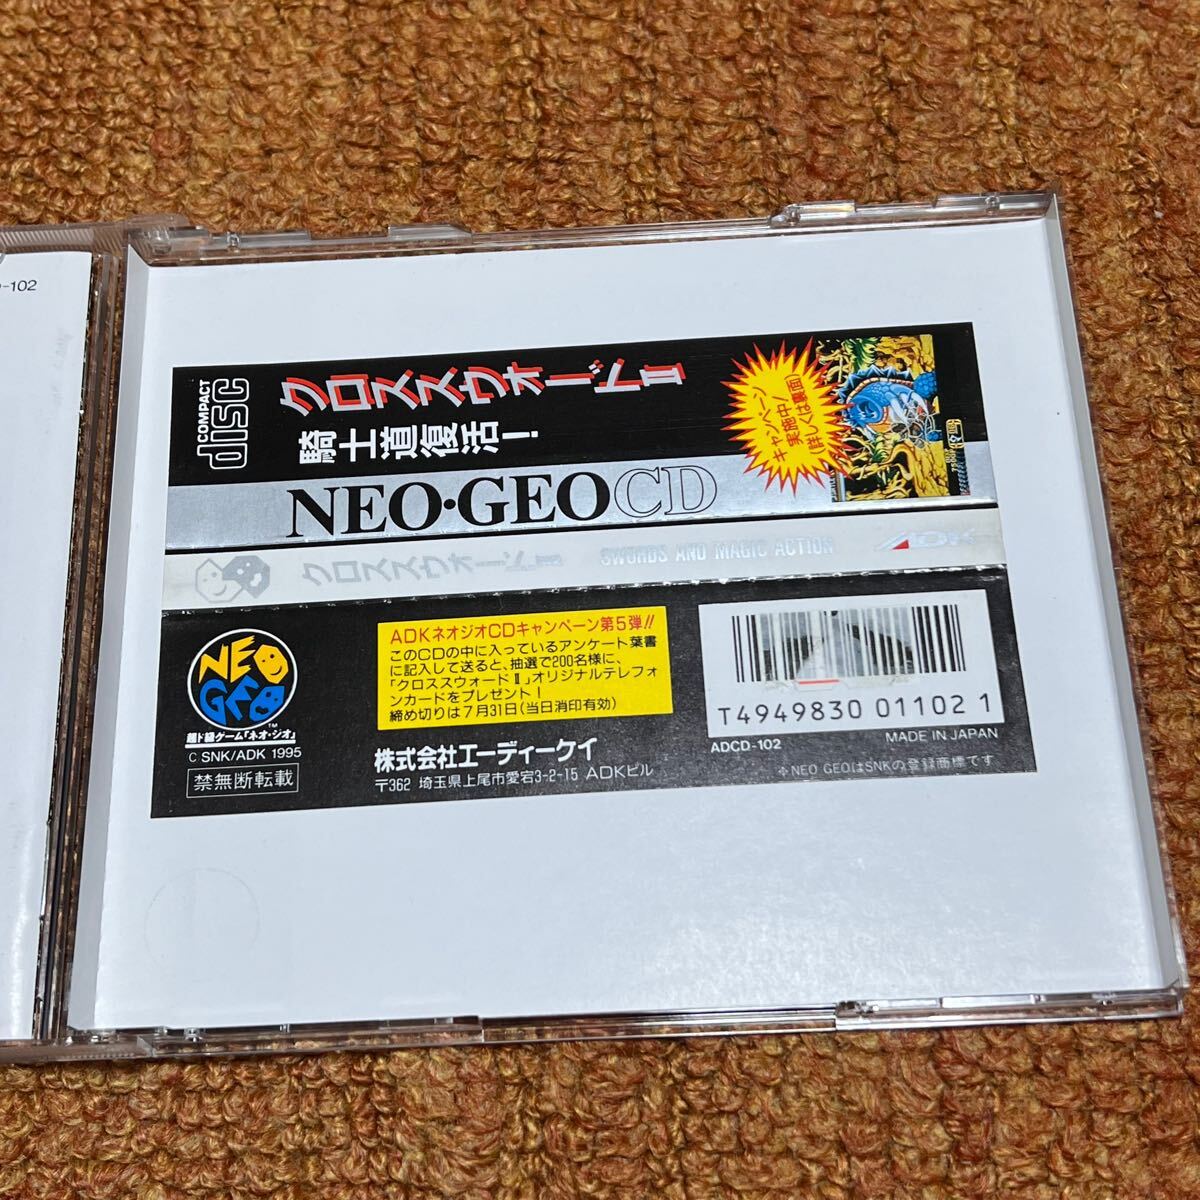 -102
COMPACT
disc
クロススウォードⅡ
騎士道復活！
キャンペーン
実施中！
(詳しくは裏面)
NEO・GEO CD
クロススウォードⅡ
SWORDS AND MAGIC ACTION
ADK
NEO
GEO
TM
超ド級ゲーム「ネオ・ジオ」
© SNK/ADK 1995
禁無断転載
ADKネオジオCDキャンペーン第5弾!!
このCDの中に入っているアンケート葉書
に記入して送ると、抽選で200名様に、
「クロススウォードⅡ」オリジナルテレフォ
ンカードをプレゼント！
締め切りは7月31日(当日消印有効)
株式会社エーディーケイ
〒362 埼玉県上尾市愛宕3-2-15 ADKビル
T4949830 011021
ADCD-102
MADE IN JAPAN
※NEO GEOはSNKの登録商標です